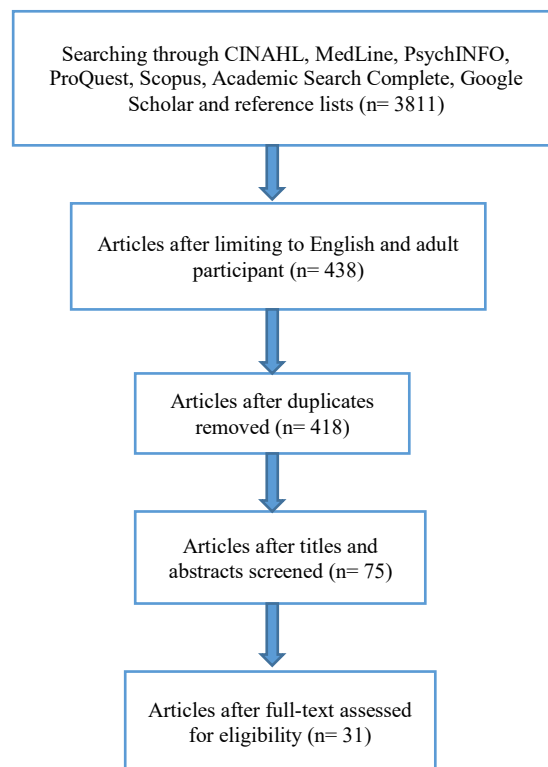 Searching through CINAHL, MedLine, PsychINFO,
ProQuest, Scopus, Academic Search Complete, Google
Scholar and reference lists (n= 3811)
Articles after limiting to English and adult
participant (n= 438)
Articles after duplicates
removed (n= 418)
Articles after titles and
abstracts screened (n= 75)
Articles after full-text assessed
for eligibility (n= 31)